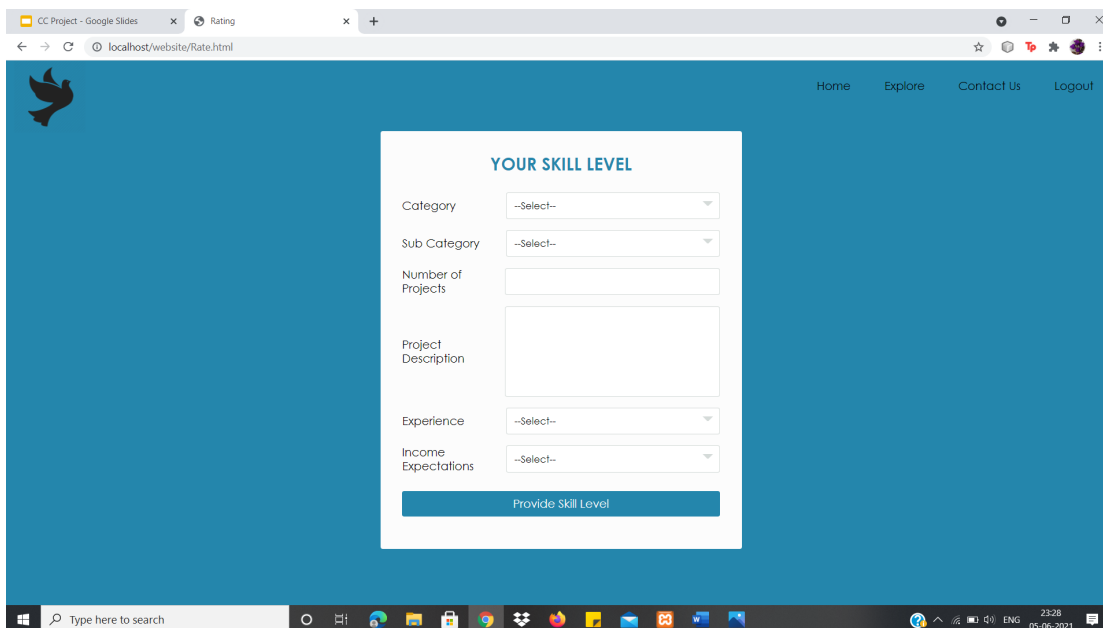 CC Project - Google Slides
Rating
localhost/website/Rate.html
Tp
Home Explore Contact Us Logout
YOUR SKILL LEVEL
Category
--Select--
Sub Category
--Select--
Number of
Projects
Project
Description
Experience
--Select--
Income
Expectations
--Select--
Provide Skill Level
Type here to search
ENG
23:28
05-06-2021